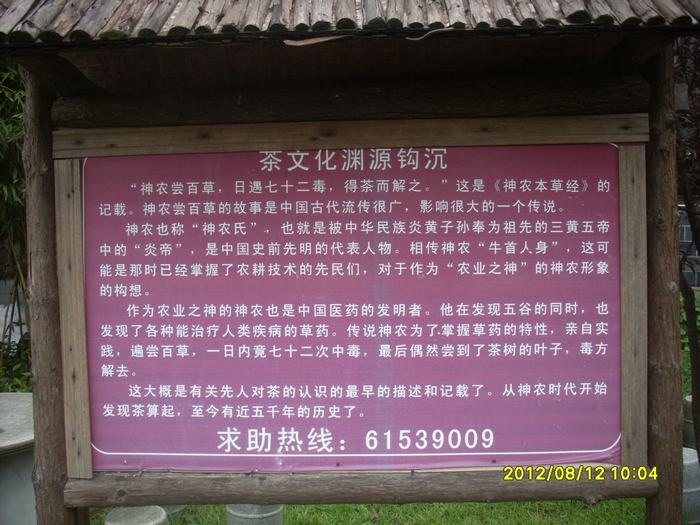 茶文化渊源钩沉
“神农尝百草，日遇七十二毒，得茶而解之。”这是《神农本草经》的
记载。神农尝百草的故事是中国古代流传很广，影响很大的一个传说。
神农也称“神农氏”，也就是被中华民族炎黄子孙奉为祖先的三黄五帝
中的“炎帝”，是中国史前先明的代表人物。相传神农“牛首人身”，这可
能是那时已经掌握了农耕技术的先民们，对于作为“农业之神”的神农形象
的构想。
作为农业之神的神农也是中国医药的发明者。他在发现五谷的同时，也
发现了各种能治疗人类疾病的草药。传说神农为了掌握草药的特性，亲自实
践，遍尝百草，一日内竟七十二次中毒，最后偶然尝到了茶树的叶子，毒方
解去。
这大概是有关先人对茶的认识的最早的描述和记载了。从神农时代开始
发现茶算起，至今有近五千年的历史了。
求助热线：61539009
2012/08/12 10:04